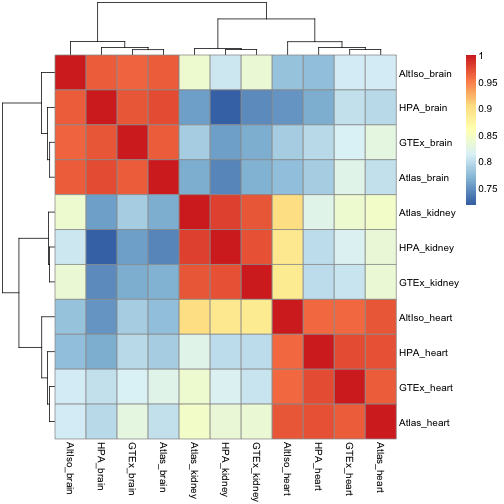 1
0.95
0.9
0.85
0.8
0.75
AltIso_brain
HPA_brain
GTEx_brain
Atlas_brain
Atlas_kidney
HPA_kidney
GTEx_kidney
AltIso_heart
HPA_heart
GTEx_heart
Atlas_heart
AltIso_brain
HPA_brain
GTEx_brain
Atlas_brain
Atlas_kidney
HPA_kidney
GTEx_kidney
AltIso_heart
HPA_heart
GTEx_heart
Atlas_heart